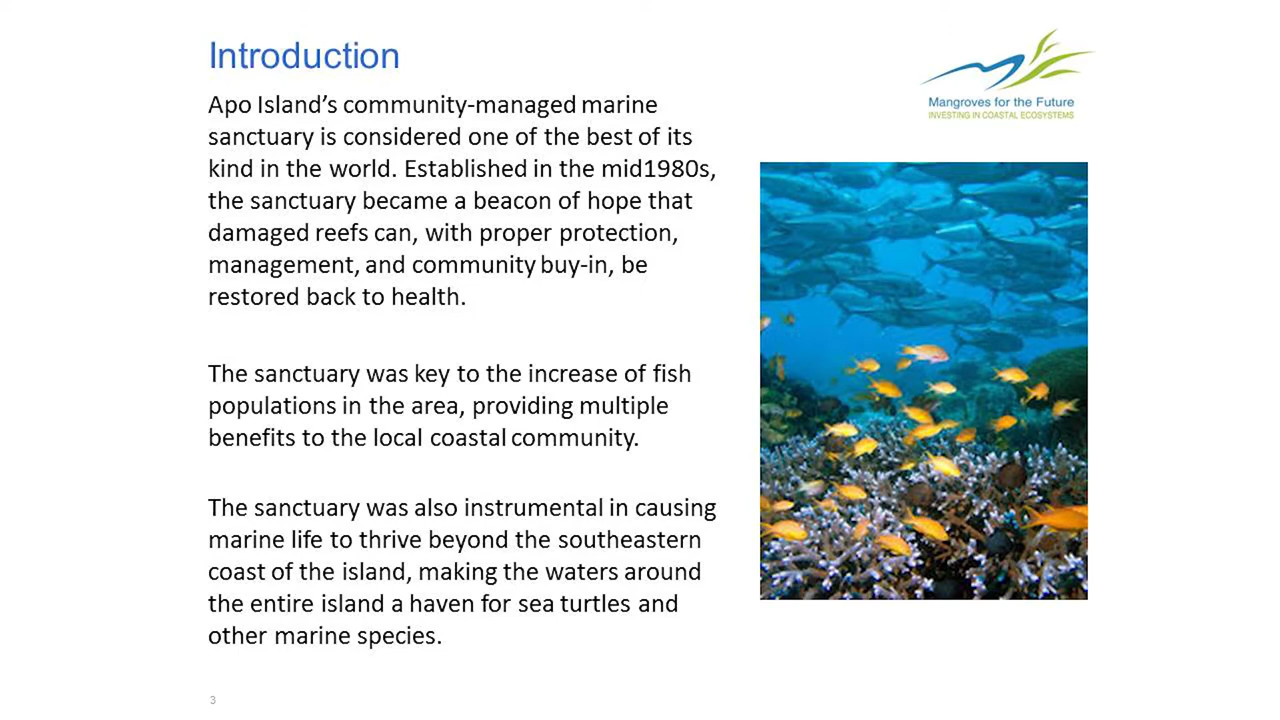 Introduction
Apo Island’s community-managed marine
sanctuary is considered one of the best of its
kind in the world. Established in the mid1980s,
the sanctuary became a beacon of hope that
damaged reefs can, with proper protection,
management, and community buy-in, be
restored back to health.
The sanctuary was key to the increase of fish
populations in the area, providing multiple
benefits to the local coastal community.
The sanctuary was also instrumental in causing
marine life to thrive beyond the southeastern
coast of the island, making the waters around
the entire island a haven for sea turtles and
other marine species.
Mangroves for the Future
INVESTING IN COASTAL ECOSYSTEMS
3